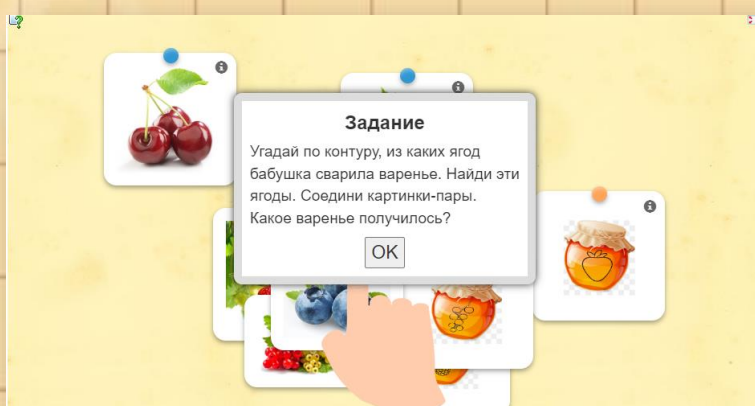 Задание
Угадай по контуру, из каких ягод
бабушка сварила варенье. Найди эти
ягоды. Соедини картинки-пары.
Какое варенье получилось?
OK